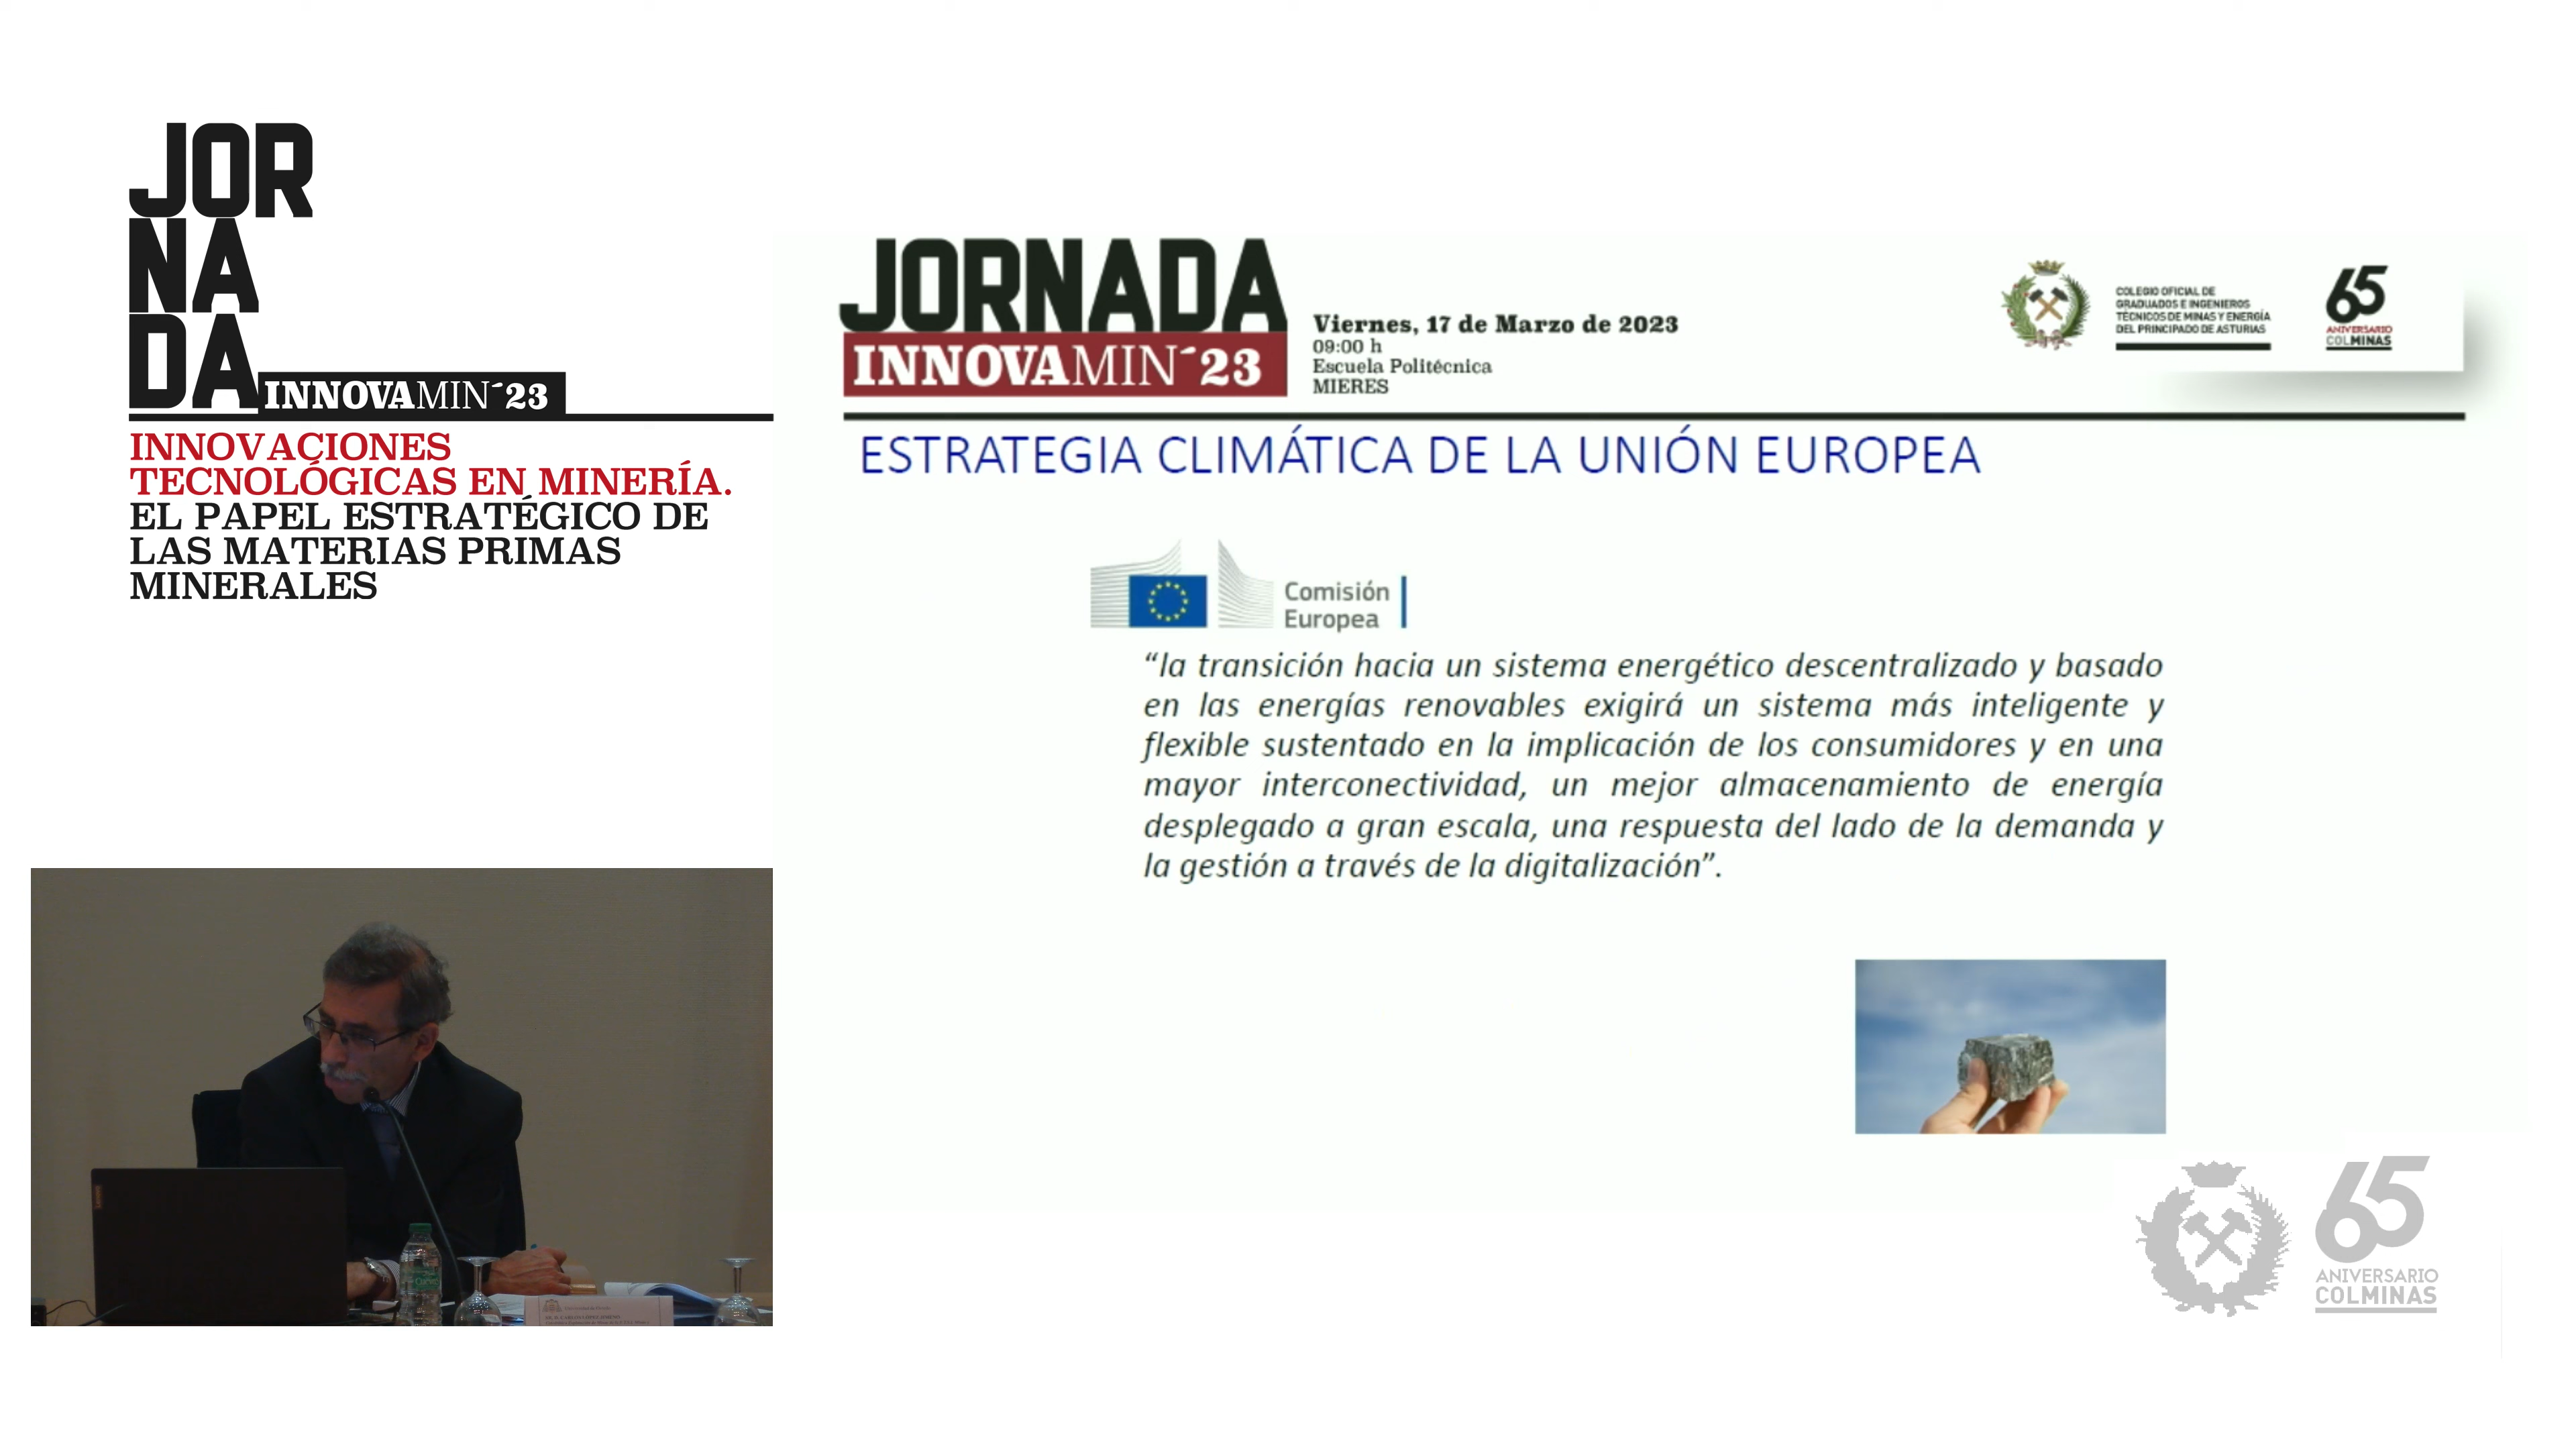 JOR
NA
DA
INNOVAMIN´23
INNOVACIONES
TECNOLÓGICAS EN MINERÍA.
EL PAPEL ESTRATÉGICO DE
LAS MATERIAS PRIMAS
MINERALES
JORNADA
INNOVAMIN´23
Viernes, 17 de Marzo de 2023
09:00 h
Escuela Politécnica
MIERES
COLEGIO OFICIAL DE
GRADUADOS E INGENIEROS
TÉCNICOS DE MINAS Y ENERGÍA
DEL PRINCIPADO DE ASTURIAS
65
ANIVERSARIO
COLMINAS
ESTRATEGIA CLIMÁTICA DE LA UNIÓN EUROPEA
Comisión
Europea
“la transición hacia un sistema energético descentralizado y basado
en las energías renovables exigirá un sistema más inteligente y
flexible sustentado en la implicación de los consumidores y en una
mayor interconectividad, un mejor almacenamiento de energía
desplegado a gran escala, una respuesta del lado de la demanda y
la gestión a través de la digitalización”.
65
ANIVERSARIO
COLMINAS